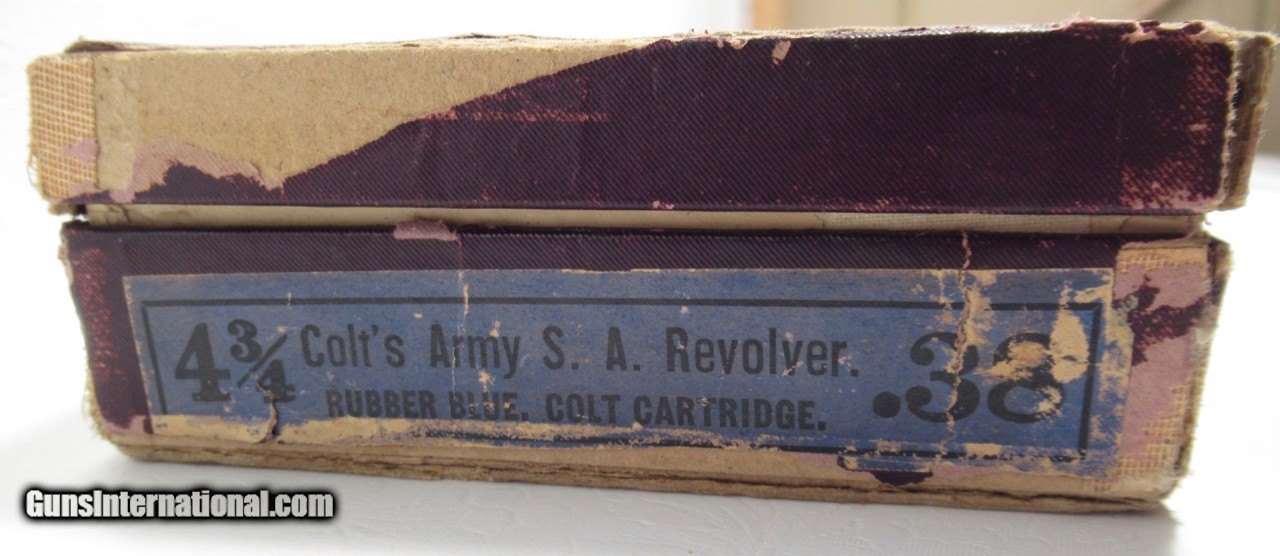 4¾ Colt's Army S. A. Revolver. .38
RUBBER BLUE. COLT CARTRIDGE.
GunsInternational.com